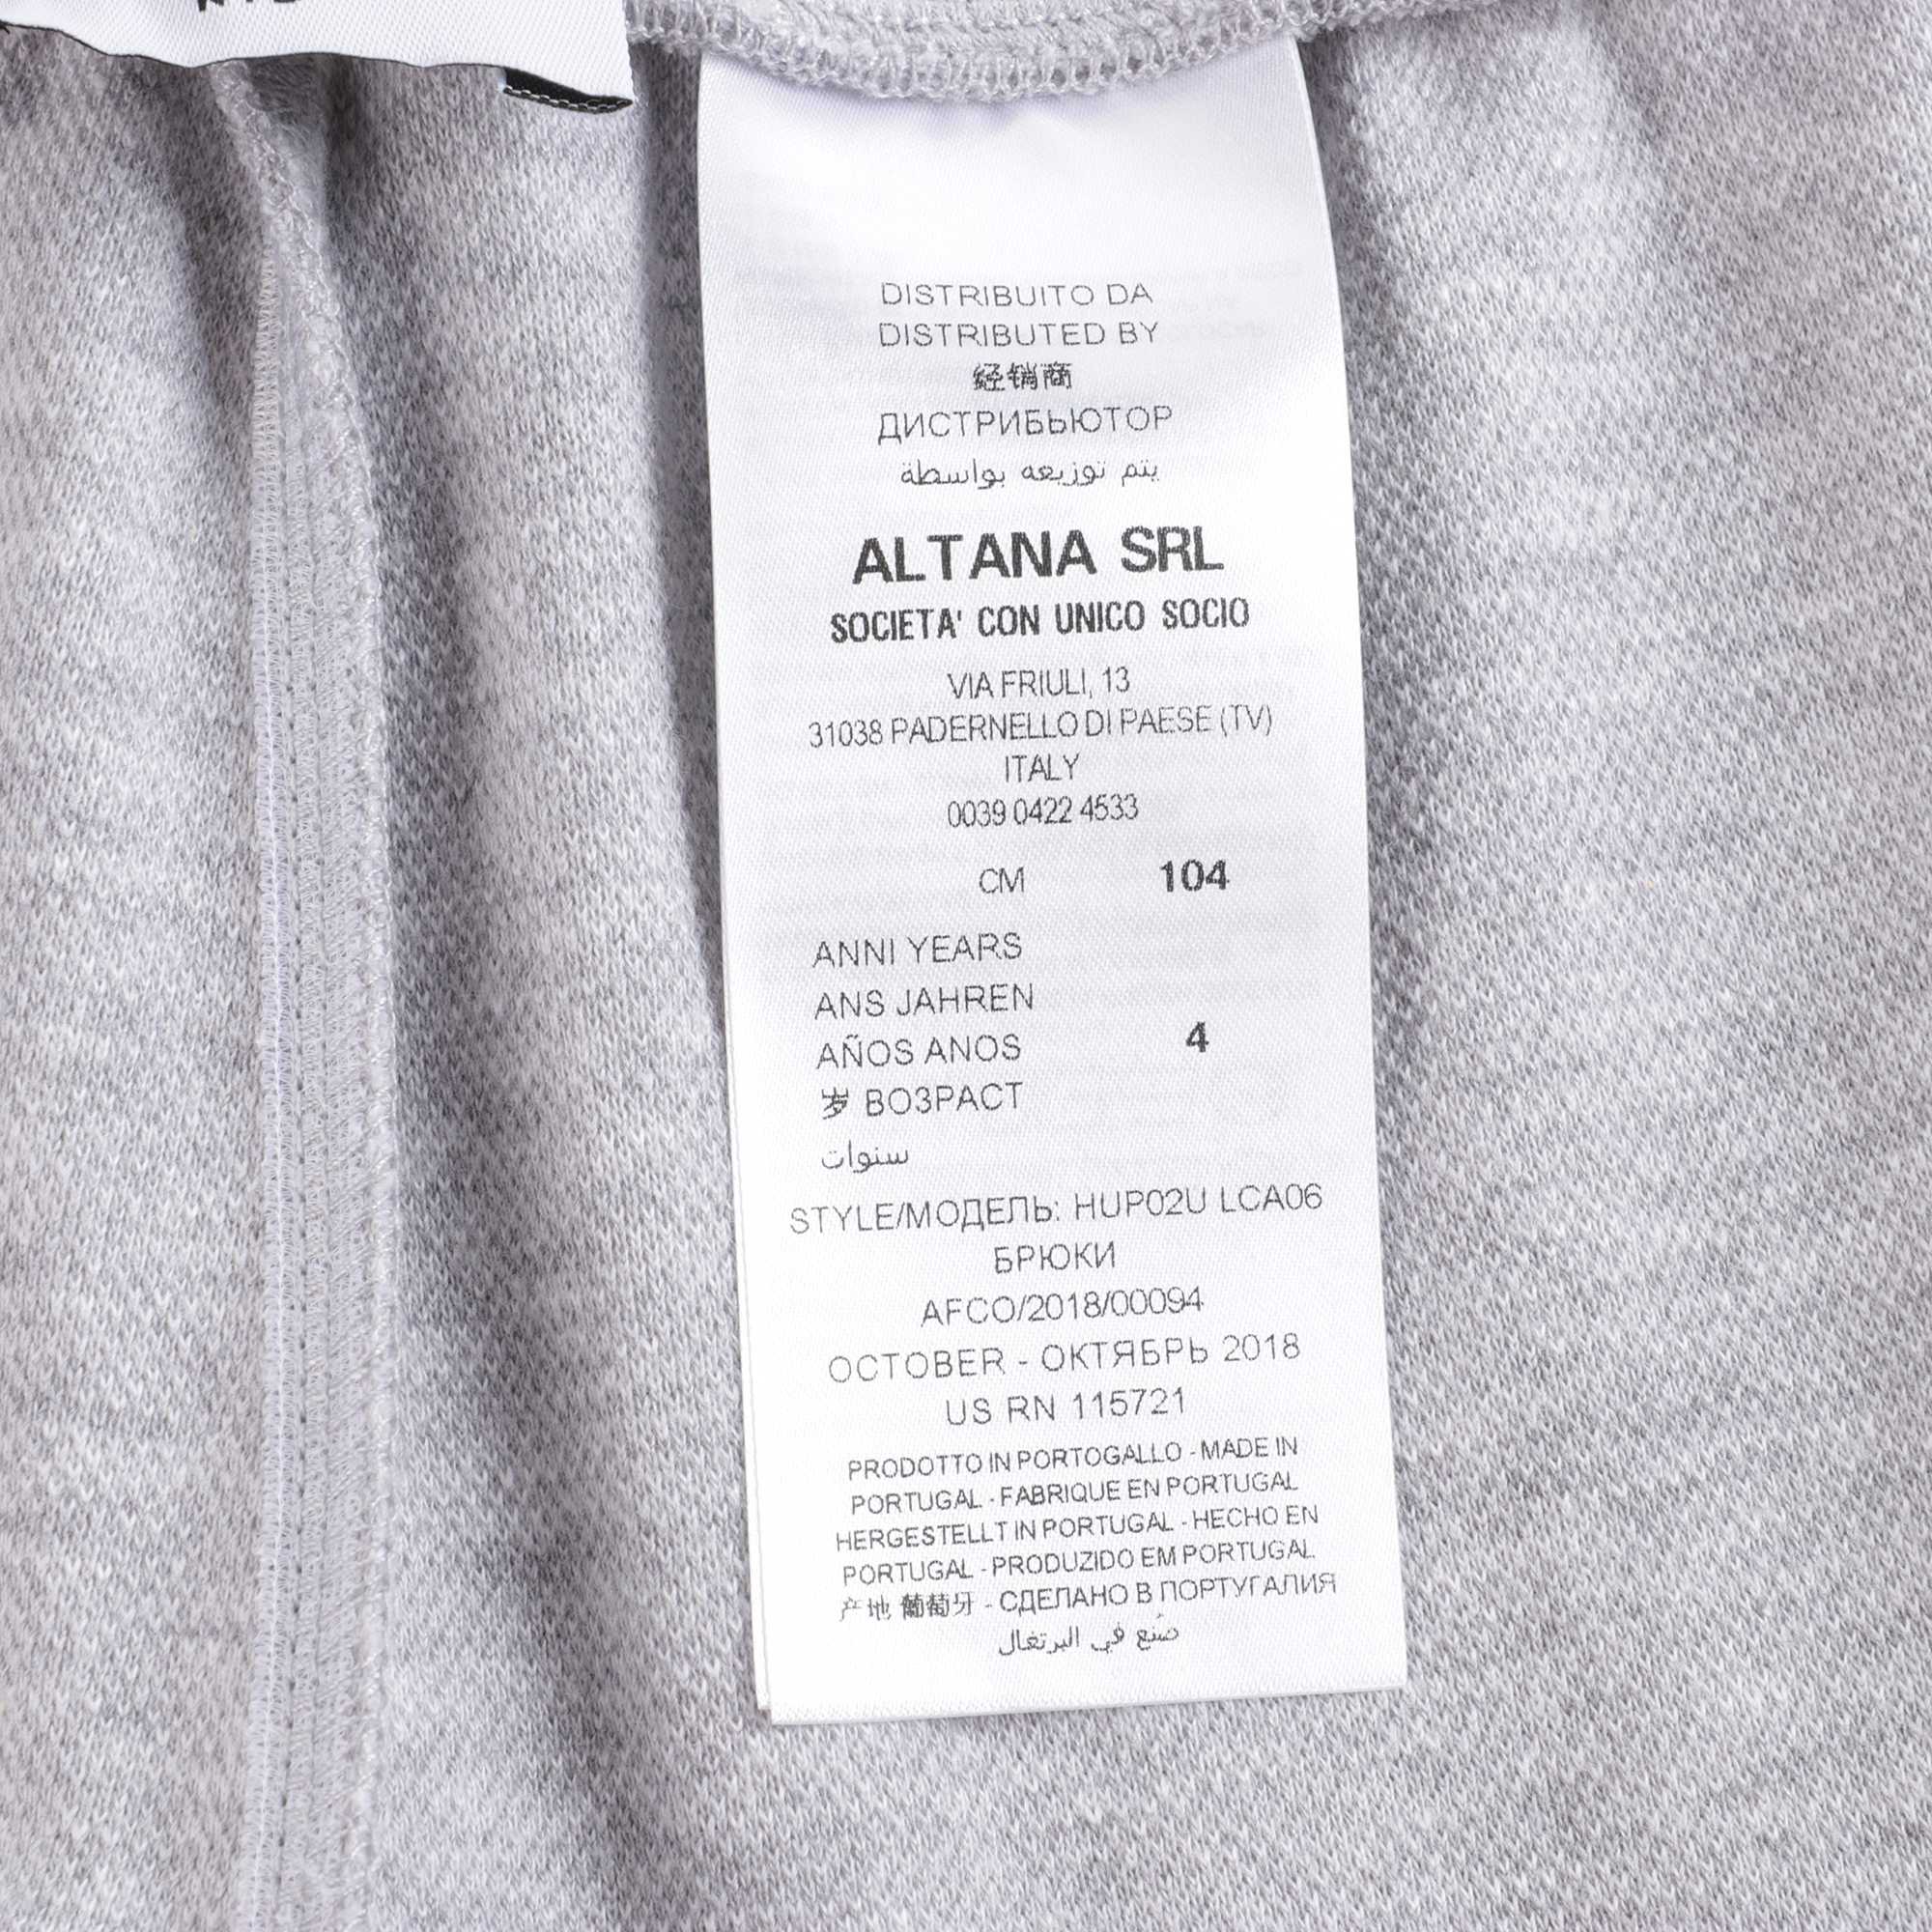 DISTRIBUITO DA
DISTRIBUTED BY
经销商
ДИСТРИБЬЮТОР
يتم توزيعه بواسطة
ALTANA SRL
SOCIETA' CON UNICO SOCIO
VIA FRIULI, 13
31038 PADERNELLO DI PAESE (TV)
ITALY
0039 0422 4533
CM 104
ANNI YEARS
ANS JAHREN
AÑOS ANOS 4
岁 ВОЗРАСТ
سنوات
STYLE/МОДЕЛЬ: HUP02U LCA06
БРЮКИ
AFCO/2018/00094
OCTOBER - ОКТЯБРЬ 2018
US RN 115721
PRODOTTO IN PORTOGALLO - MADE IN
PORTUGAL - FABRIQUE EN PORTUGAL
HERGESTELLT IN PORTUGAL - HECHO EN
PORTUGAL - PRODUZIDO EM PORTUGAL
产地 葡萄牙 - СДЕЛАНО В ПОРТУГАЛИЯ
صُنع في البرتغال